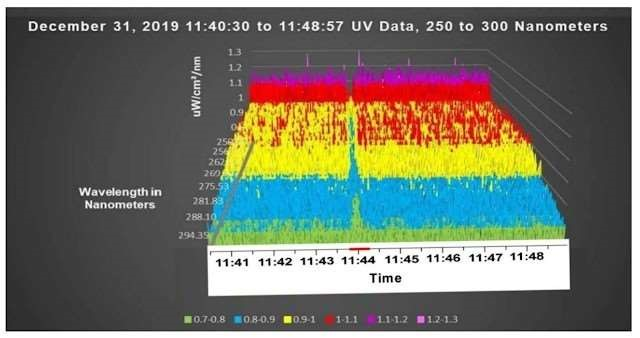 December 31, 2019 11:40:30 to 11:48:57 UV Data, 250 to 300 Nanometers
uW/cm²/nm
1.3
1.2
1.1
1
0.9
262
269
275.53
281.83
288.10
294.35
Wavelength in
Nanometers
11:41 11:42 11:43 11:44 11:45 11:46 11:47 11:48
Time
0.7-0.8 0.8-0.9 0.9-1 1-1.1 1.1-1.2 1.2-1.3